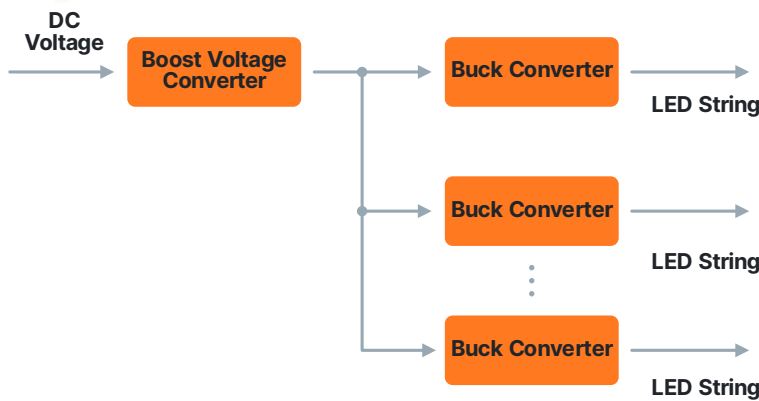 DC
Voltage
Boost Voltage
Converter
Buck Converter
LED String
Buck Converter
LED String
Buck Converter
LED String